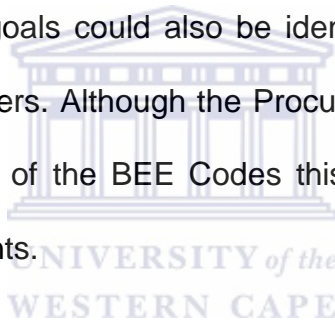 goals could also be iden
ers. Although the Procu
of the BEE Codes this
nts.
UNIVERSITY of the
WESTERN CAPE